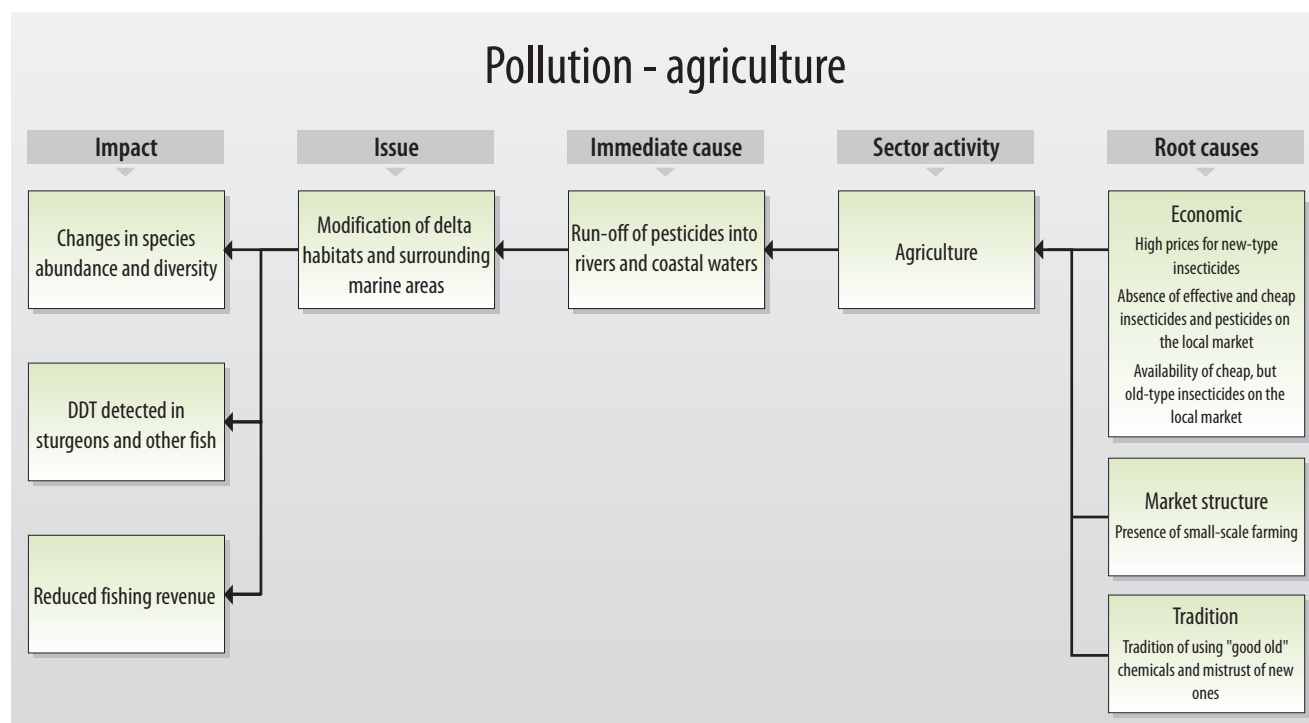 Pollution - agriculture
Impact
Issue
Immediate cause
Sector activity
Root causes
Changes in species
abundance and diversity
DDT detected in
sturgeons and other fish
Reduced fishing revenue
Modification of delta
habitats and surrounding
marine areas
Run-off of pesticides into
rivers and coastal waters
Agriculture
Economic
High prices for new-type
insecticides
Absence of effective and cheap
insecticides and pesticides on
the local market
Availability of cheap, but
old-type insecticides on the
local market
Market structure
Presence of small-scale farming
Tradition
Tradition of using "good old"
chemicals and mistrust of new
ones